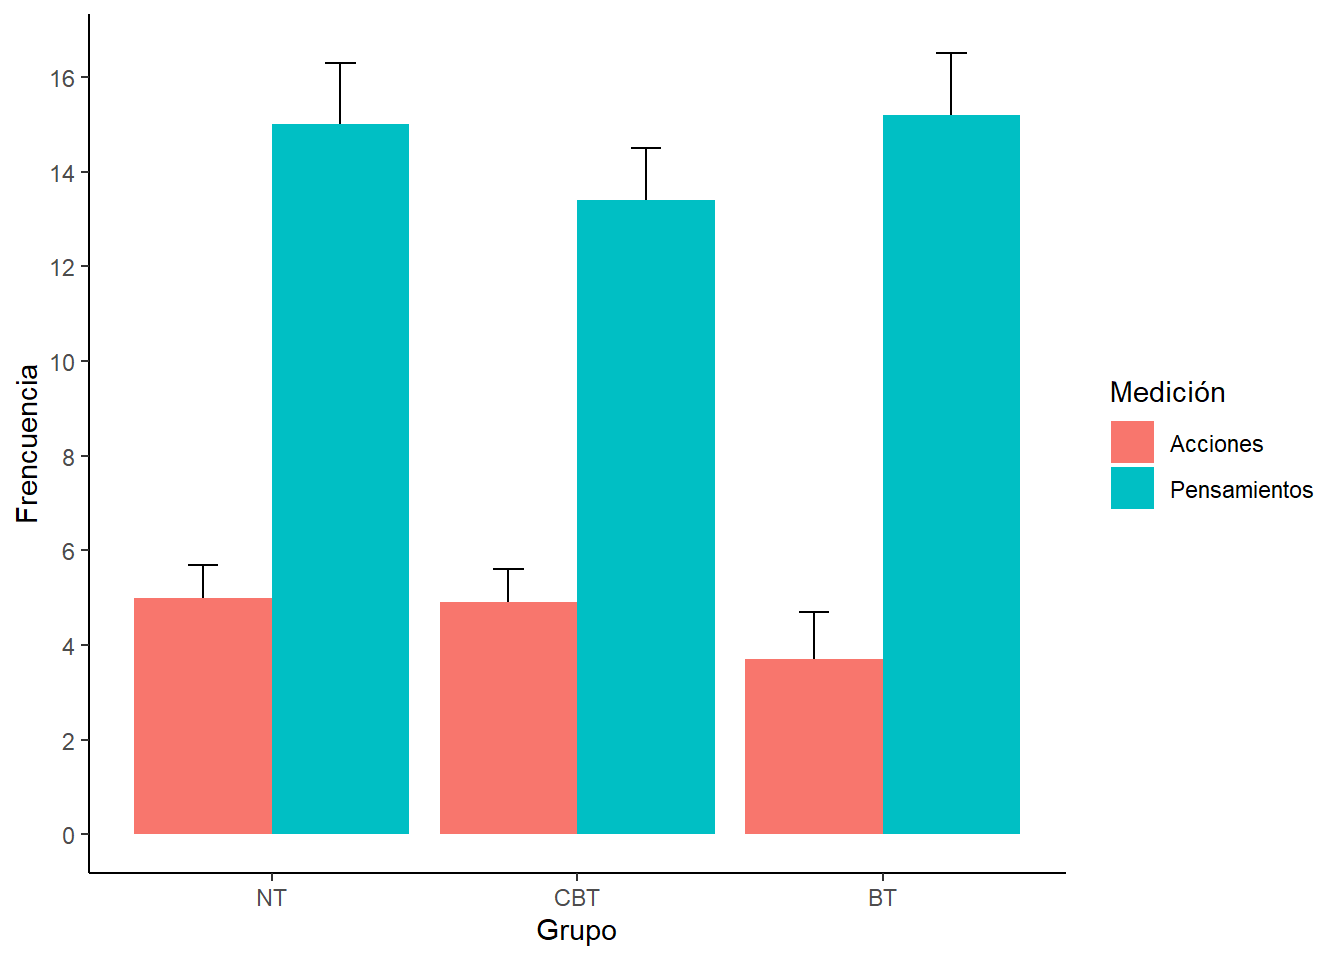 16
14
12
10
8
6
4
2
0
Frencuencia
NT
CBT
BT
Grupo
Medición
Acciones
Pensamientos